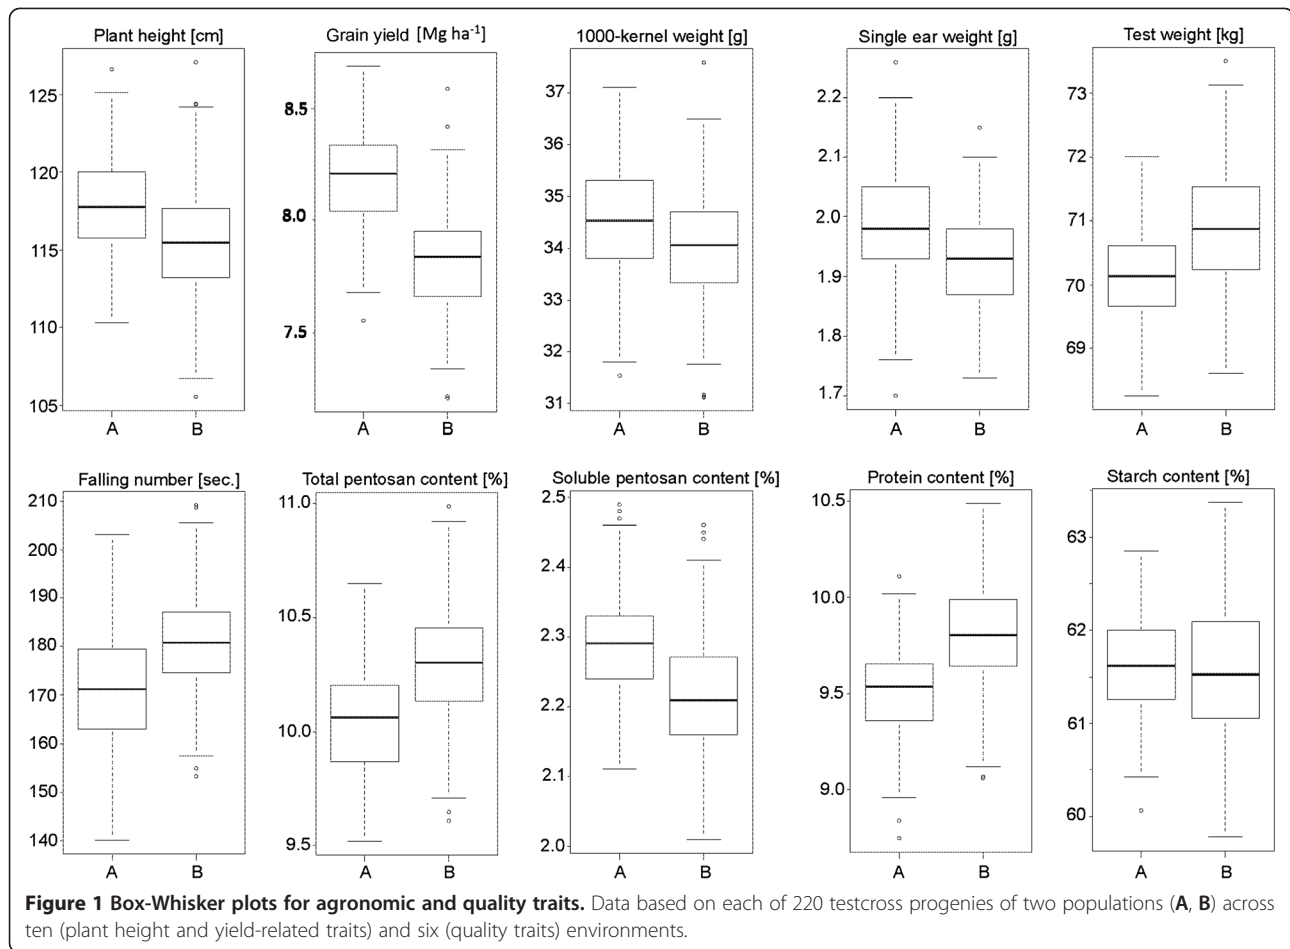 Plant height [cm]
125
120
115
110
105
A B
Grain yield [Mg ha⁻¹]
8.5
8.0
7.5
A B
1000-kernel weight [g]
37
36
35
34
33
32
31
A B
Single ear weight [g]
2.2
2.1
2.0
1.9
1.8
1.7
A B
Test weight [kg]
73
72
71
70
69
A B
Falling number [sec.]
210
200
190
180
170
160
150
140
A B
Total pentosan content [%]
11.0
10.5
10.0
9.5
A B
Soluble pentosan content [%]
2.5
2.4
2.3
2.2
2.1
2.0
A B
Protein content [%]
10.5
10.0
9.5
9.0
A B
Starch content [%]
63
62
61
60
A B
Figure 1 Box-Whisker plots for agronomic and quality traits. Data based on each of 220 testcross progenies of two populations (A, B) across
ten (plant height and yield-related traits) and six (quality traits) environments.